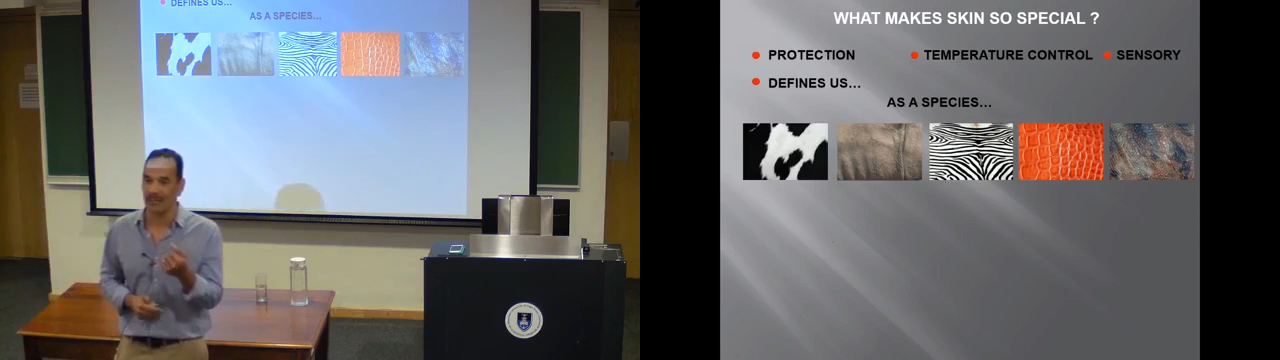 DEFINES US…
AS A SPECIES…
WHAT MAKES SKIN SO SPECIAL ?
PROTECTION
TEMPERATURE CONTROL
SENSORY
DEFINES US…
AS A SPECIES…